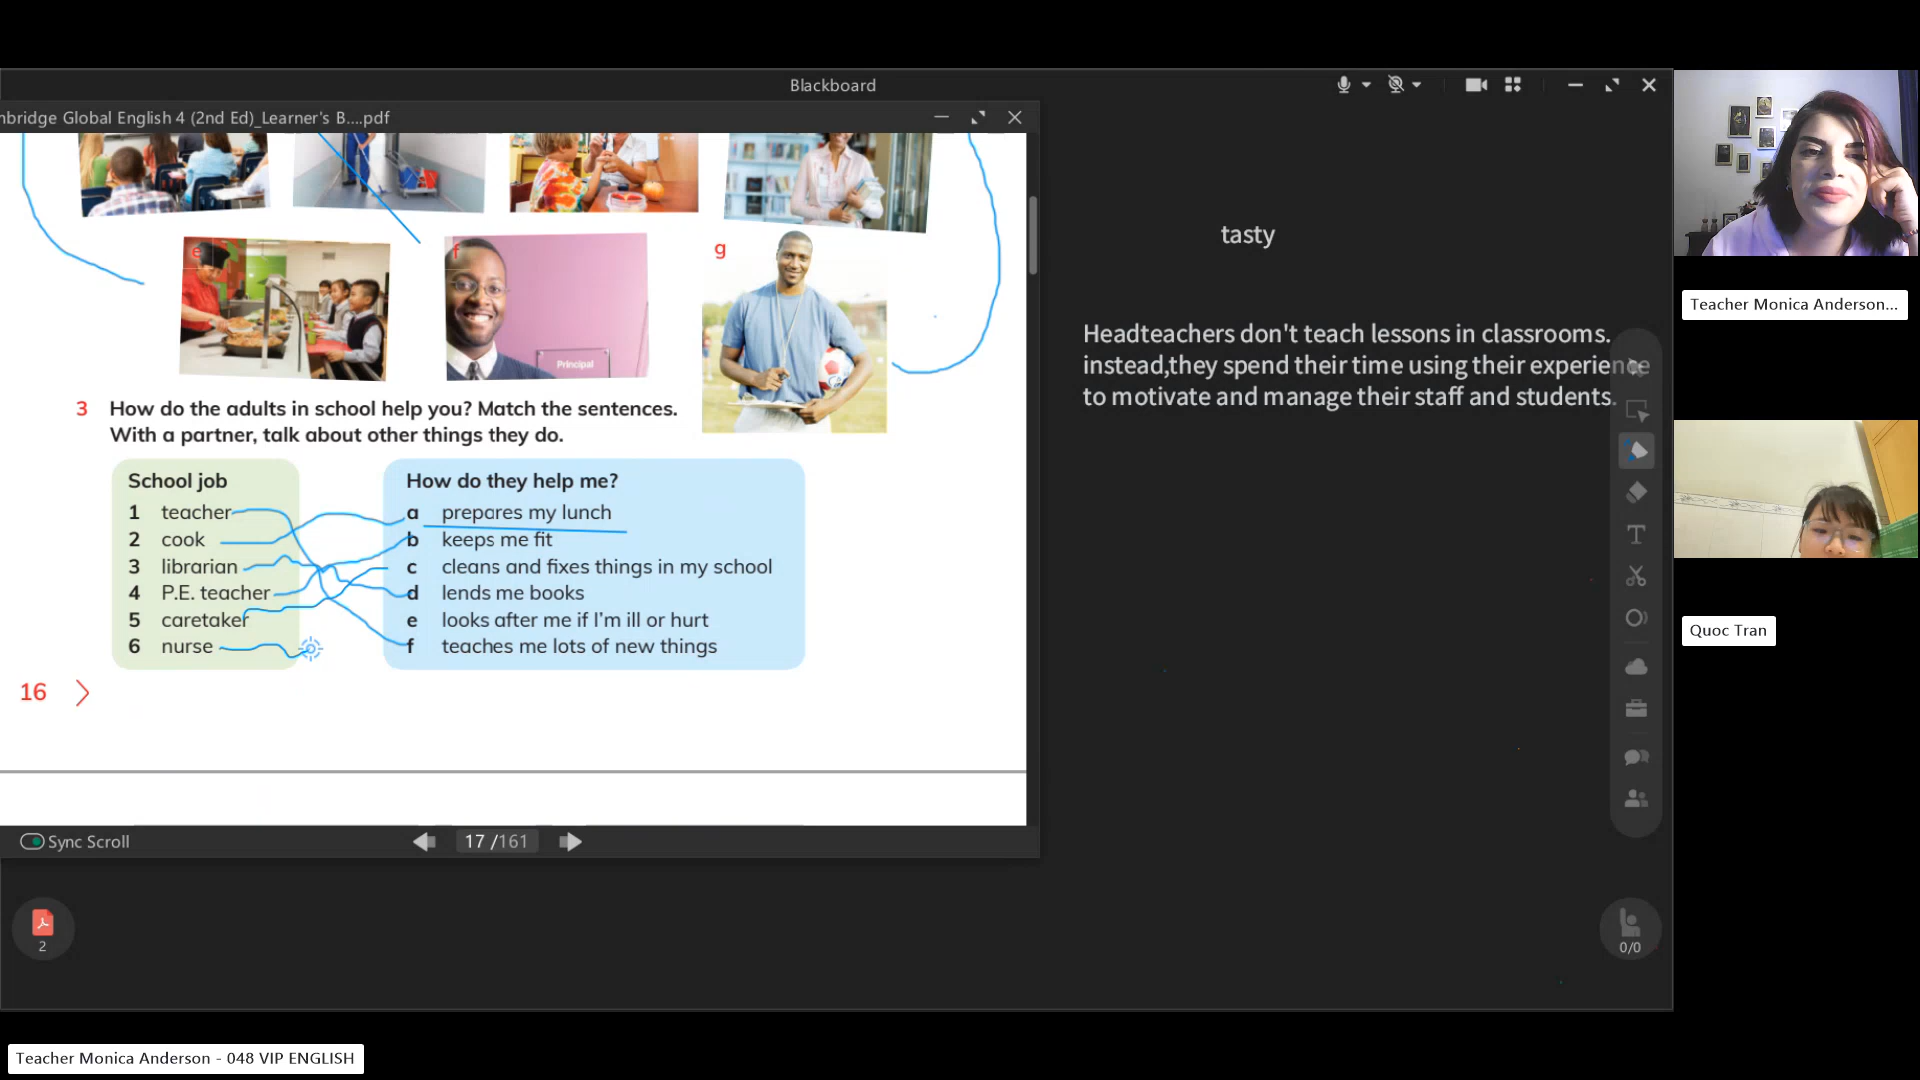 Blackboard
mbridge Global English 4 (2nd Ed)_Learner's B....pdf
e
f
g
Principal
tasty
Headteachers don't teach lessons in classrooms.
instead,they spend their time using their experience
to motivate and manage their staff and students.
3 How do the adults in school help you? Match the sentences.
With a partner, talk about other things they do.
School job
1 teacher
2 cook
3 librarian
4 P.E. teacher
5 caretaker
6 nurse
How do they help me?
a prepares my lunch
b keeps me fit
c cleans and fixes things in my school
d lends me books
e looks after me if I'm ill or hurt
f teaches me lots of new things
16
Sync Scroll
17 /161
2
0/0
Teacher Monica Anderson...
Quoc Tran
Teacher Monica Anderson - 048 VIP ENGLISH